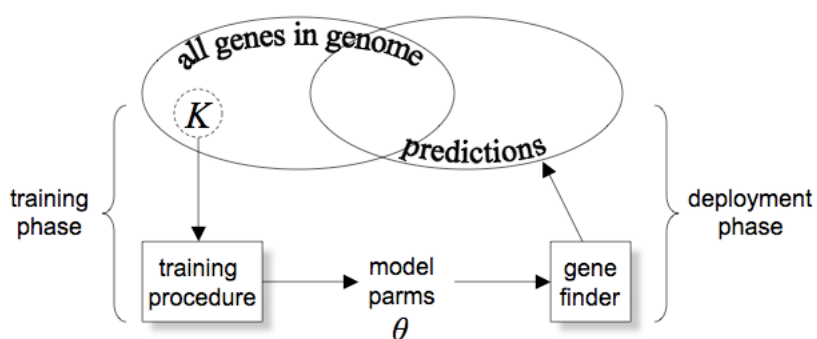 all genes in genome
K
predictions
training
phase
deployment
phase
training
procedure
model
parms
θ
gene
finder